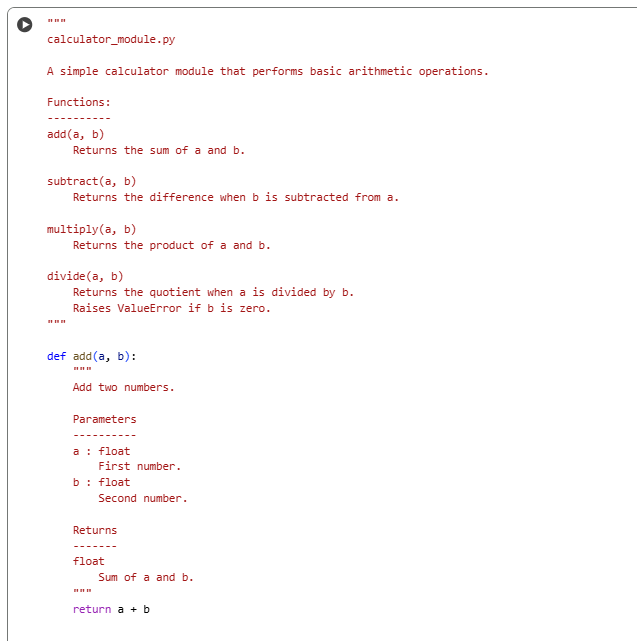 """
calculator_module.py
A simple calculator module that performs basic arithmetic operations.
Functions:
----------
add(a, b)
    Returns the sum of a and b.
subtract(a, b)
    Returns the difference when b is subtracted from a.
multiply(a, b)
    Returns the product of a and b.
divide(a, b)
    Returns the quotient when a is divided by b.
    Raises ValueError if b is zero.
"""
def add(a, b):
    """
    Add two numbers.
    Parameters
    ----------
    a : float
        First number.
    b : float
        Second number.
    Returns
    -------
    float
        Sum of a and b.
    """
    return a + b